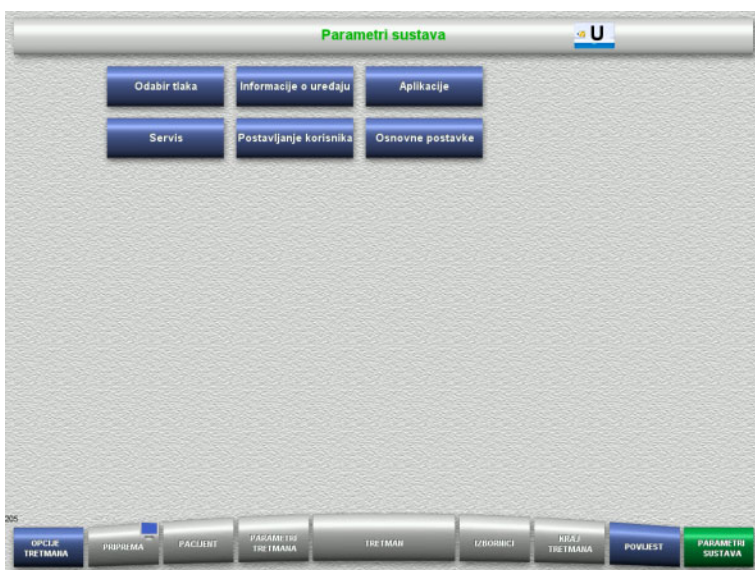 Parametri sustava
U
Odabir tlaka
Informacije o uređaju
Aplikacije
Servis
Postavljanje korisnika
Osnovne postavke
205
OPCIJE
TRETMANA
PRIPREMA
PACIJENT
PARAMETRI
TRETMANA
TRETMAN
IZBORNICI
KRAJ
TRETMANA
POVIJEST
PARAMETRI
SUSTAVA